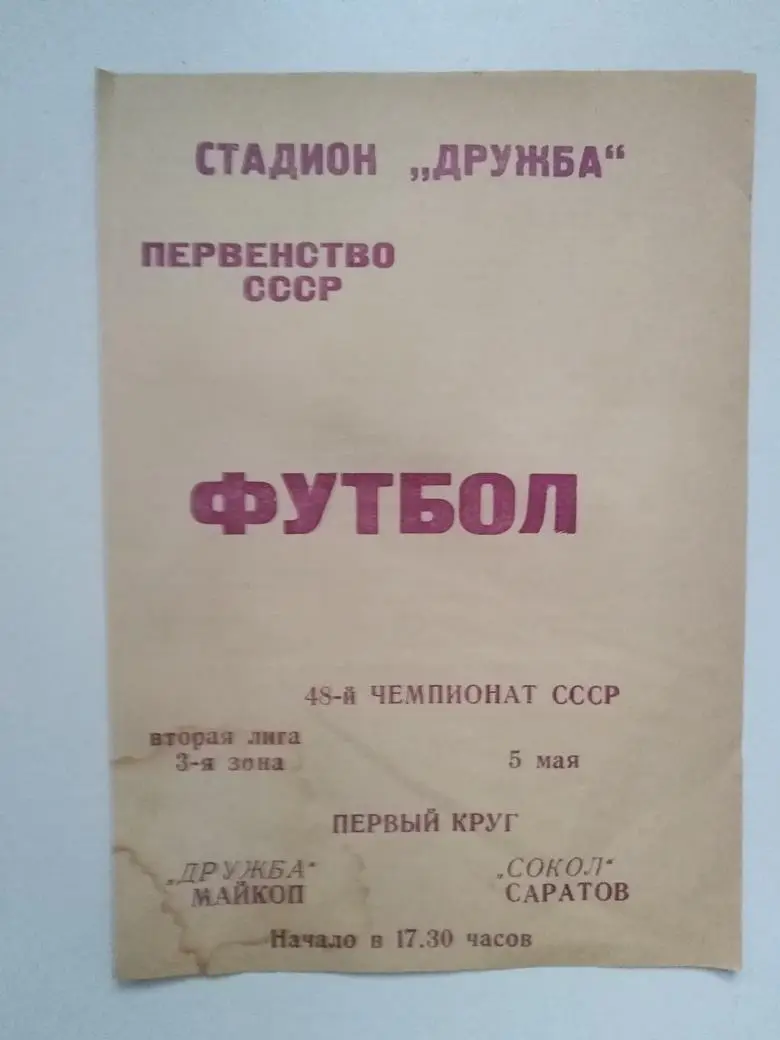 СТАДИОН „ДРУЖБА“
ПЕРВЕНСТВО
СССР
ФУТБОЛ
48-й ЧЕМПИОНАТ СССР
вторая лига
3-я зона
5 мая
ПЕРВЫЙ КРУГ
„ДРУЖБА“
МАЙКОП
„СОКОЛ“
САРАТОВ
Начало в 17.30 часов